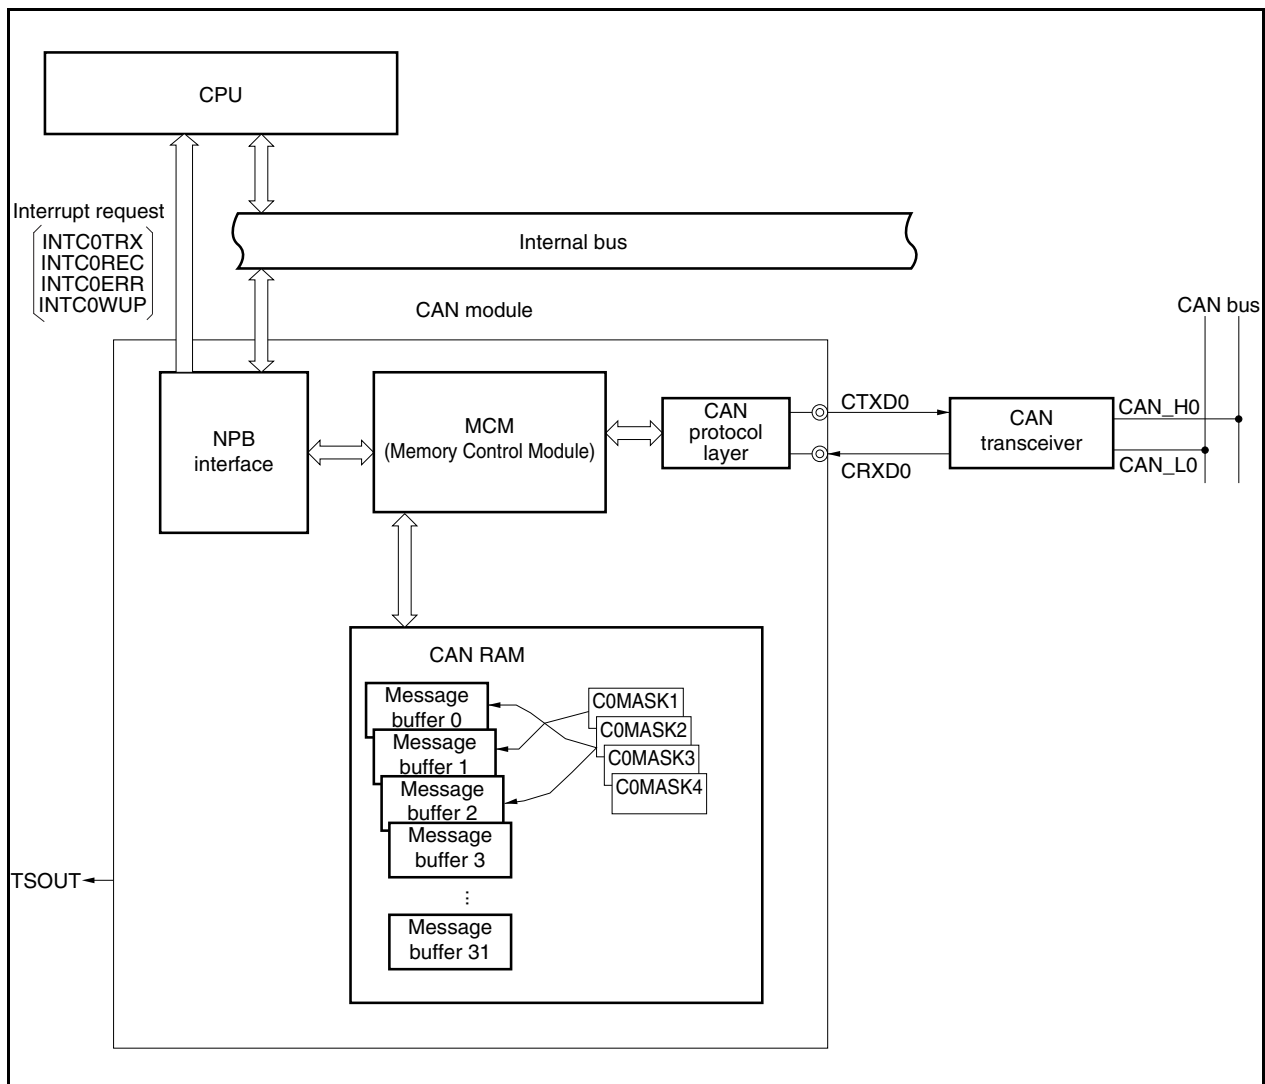 CPU
Interrupt request
INTC0TRX
INTC0REC
INTC0ERR
INTC0WUP
Internal bus
CAN module
CAN bus
NPB
interface
MCM
(Memory Control Module)
CAN
protocol
layer
CTXD0
CRXD0
CAN
transceiver
CAN_H0
CAN_L0
CAN RAM
Message
buffer 0
Message
buffer 1
Message
buffer 2
Message
buffer 3
...
Message
buffer 31
C0MASK1
C0MASK2
C0MASK3
C0MASK4
TSOUT